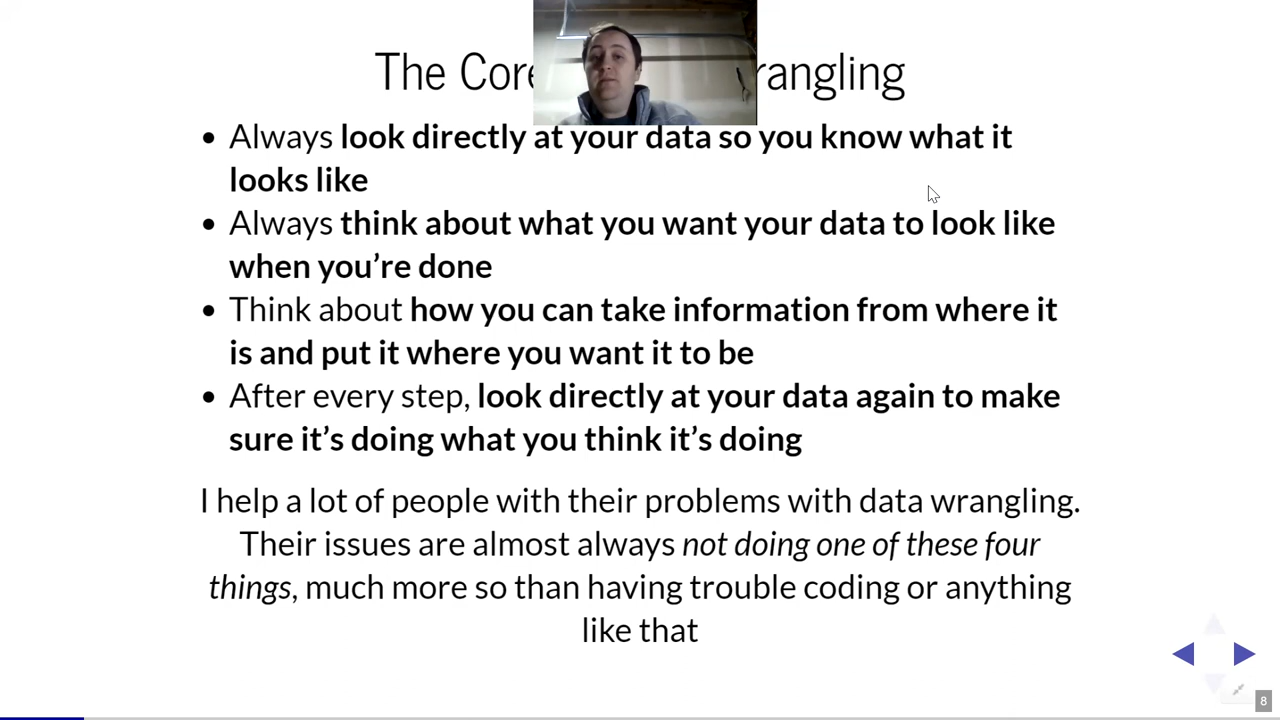 The Core rangling
• Always look directly at your data so you know what it
looks like
• Always think about what you want your data to look like
when you're done
• Think about how you can take information from where it
is and put it where you want it to be
• After every step, look directly at your data again to make
sure it's doing what you think it's doing
I help a lot of people with their problems with data wrangling.
Their issues are almost always not doing one of these four
things, much more so than having trouble coding or anything
like that
8